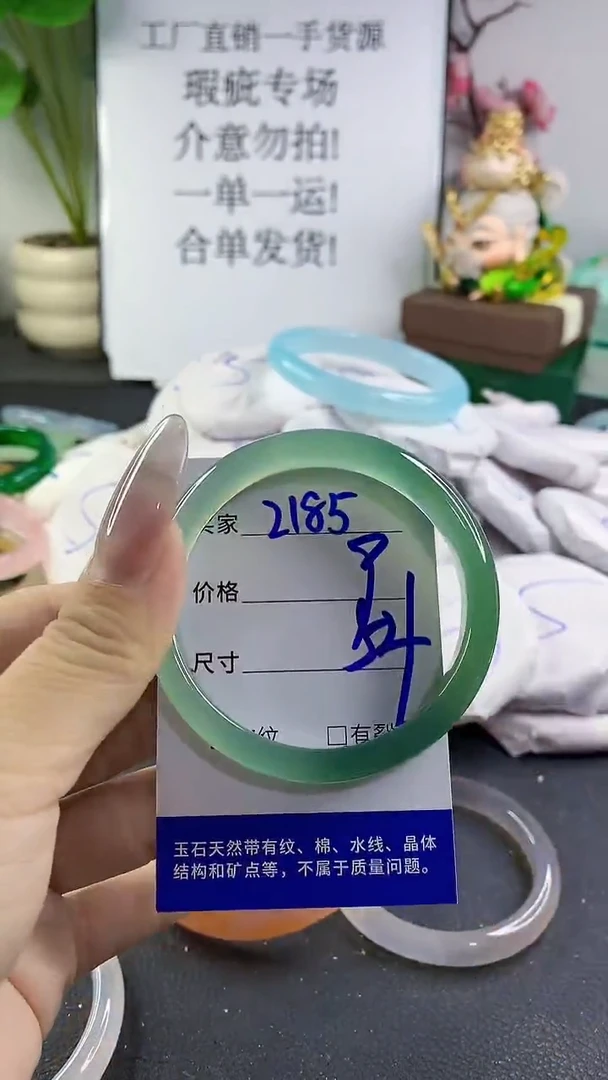 工厂直销一手货源
瑕疵专场
介意勿拍!
一单一运!
合单发货!
家 2185
价格
尺寸
纹 □有裂
玉石天然带有纹、棉、水线、晶体
结构和矿点等，不属于质量问题。